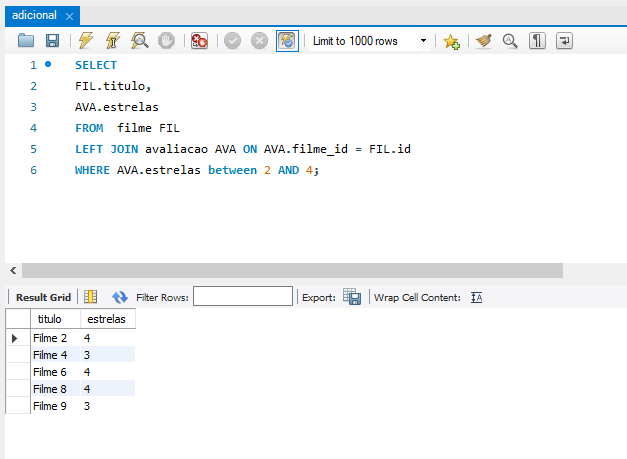 adicional
Limit to 1000 rows
1 SELECT
2 FIL.titulo,
3 AVA.estrelas
4 FROM  filme FIL
5 LEFT JOIN avaliacao AVA ON AVA.filme_id = FIL.id
6 WHERE AVA.estrelas between 2 AND 4;
Result Grid Filter Rows: Export: Wrap Cell Content: IA
titulo estrelas
Filme 2 4
Filme 4 3
Filme 6 4
Filme 8 4
Filme 9 3